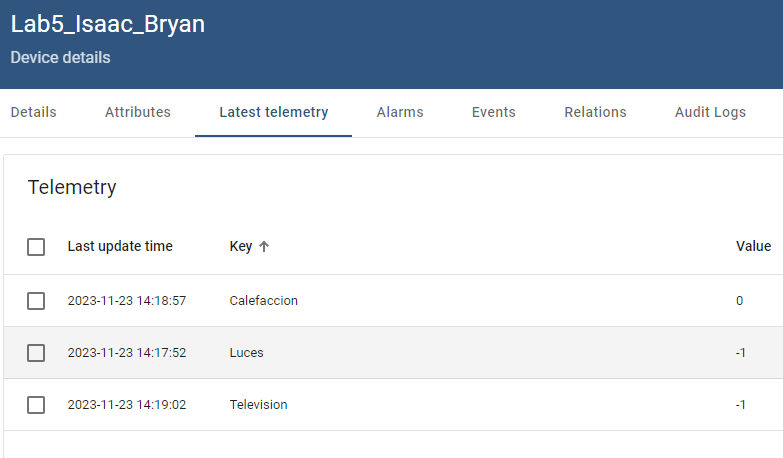 Lab5_Isaac_Bryan
Device details
Details Attributes Latest telemetry Alarms Events Relations Audit Logs
Telemetry
Last update time Key ↑ Value
2023-11-23 14:18:57 Calefaccion 0
2023-11-23 14:17:52 Luces -1
2023-11-23 14:19:02 Television -1